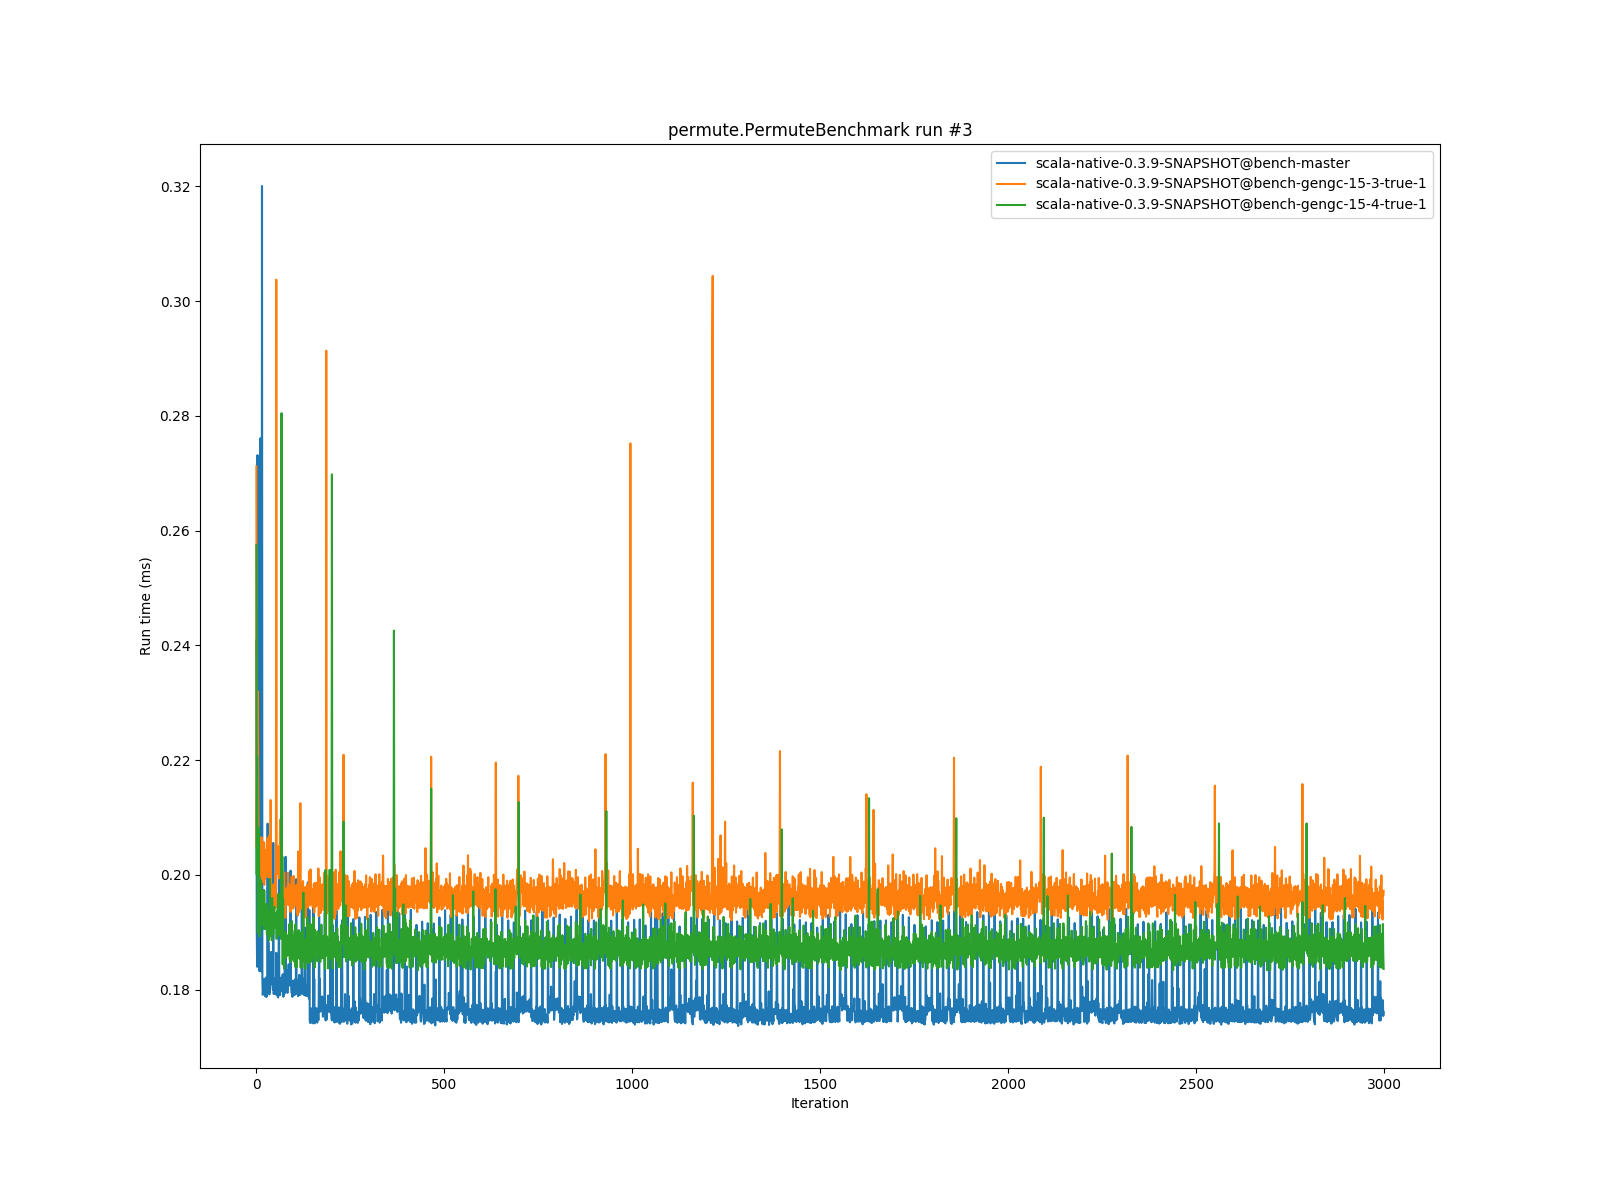 permute.PermuteBenchmark run #3
scala-native-0.3.9-SNAPSHOT@bench-master
scala-native-0.3.9-SNAPSHOT@bench-gengc-15-3-true-1
scala-native-0.3.9-SNAPSHOT@bench-gengc-15-4-true-1
Run time (ms)
0.32
0.30
0.28
0.26
0.24
0.22
0.20
0.18
0 500 1000 1500 2000 2500 3000
Iteration